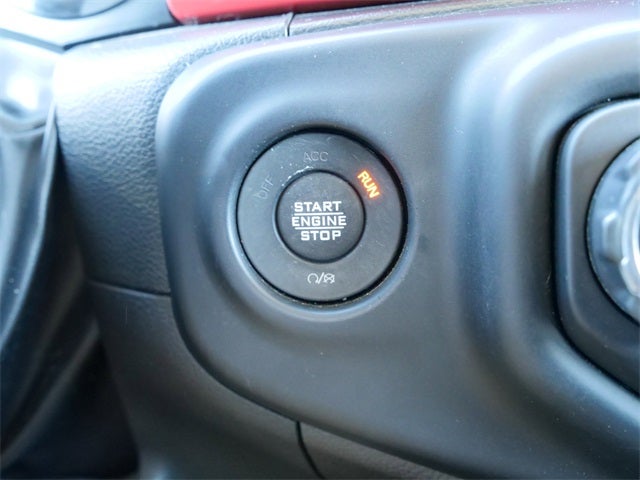 ACC
OFF
RUN
START
ENGINE
STOP